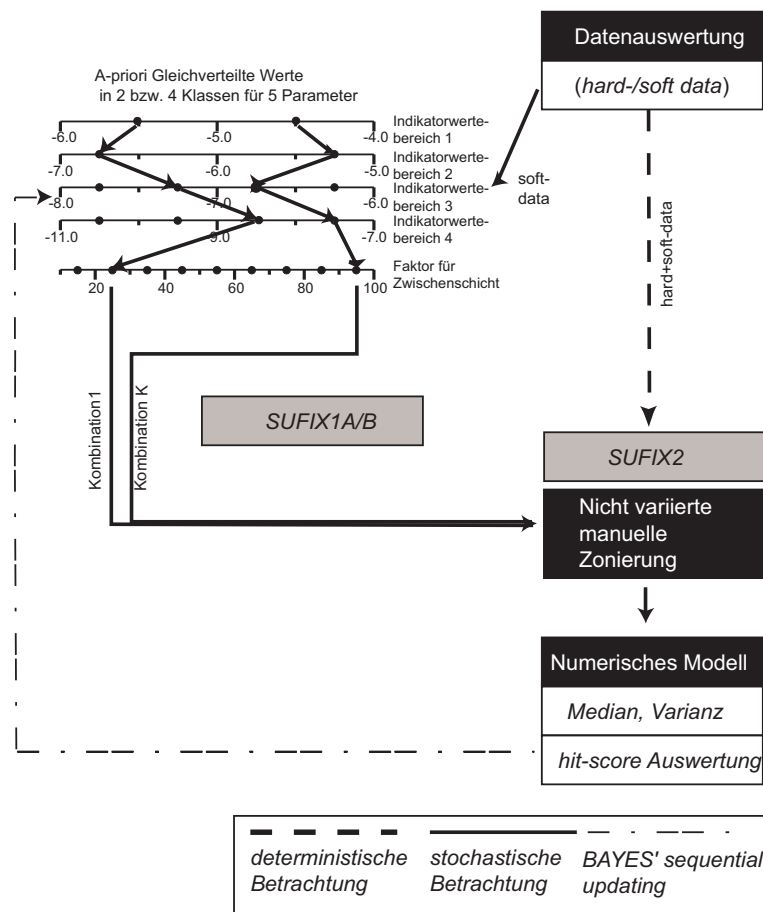 Datenauswertung
(hard-/soft data)
A-priori Gleichverteilte Werte
in 2 bzw. 4 Klassen für 5 Parameter
-6.0 -5.0 -4.0
Indikatorwerte-
bereich 1
-7.0 -6.0 -5.0
Indikatorwerte-
bereich 2
-8.0 -7.0 -6.0
Indikatorwerte-
bereich 3
-11.0 -9.0 -7.0
Indikatorwerte-
bereich 4
20 40 60 80 100
Faktor für
Zwischenschicht
soft-
data
hard+soft-data
Kombination1
Kombination K
SUFIX1A/B
SUFIX2
Nicht variierte
manuelle
Zonierung
Numerisches Modell
Median, Varianz
hit-score Auswertung
deterministische
Betrachtung
stochastische
Betrachtung
BAYES' sequential
updating